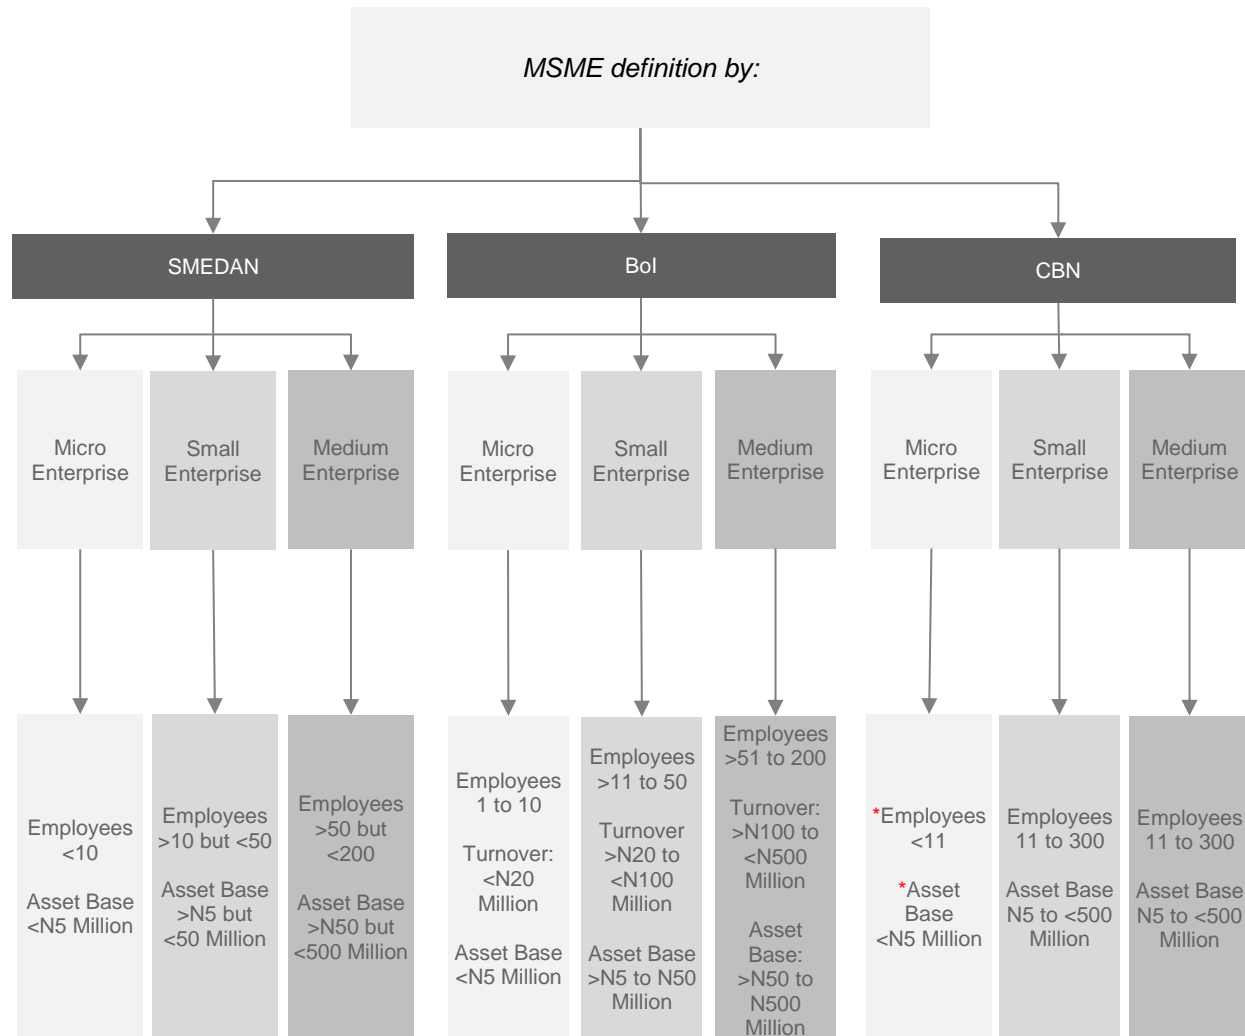 MSME definition by:
SMEDAN
BoI
CBN
Micro
Enterprise
Small
Enterprise
Medium
Enterprise
Micro
Enterprise
Small
Enterprise
Medium
Enterprise
Micro
Enterprise
Small
Enterprise
Medium
Enterprise
Employees
<10
Asset Base
<N5 Million
Employees
>10 but <50
Asset Base
>N5 but
<50 Million
Employees
>50 but
<200
Asset Base
>N50 but
<500 Million
Employees
1 to 10
Turnover:
<N20
Million
Asset Base
<N5 Million
Employees
>11 to 50
Turnover
>N20 to
<N100
Million
Asset Base
>N5 to N50
Million
Employees
>51 to 200
Turnover:
>N100 to
<N500
Million
Asset
Base:
>N50 to
N500
Million
*Employees
<11
*Asset
Base
<N5 Million
Employees
11 to 300
Asset Base
N5 to <500
Million
Employees
11 to 300
Asset Base
N5 to <500
Million